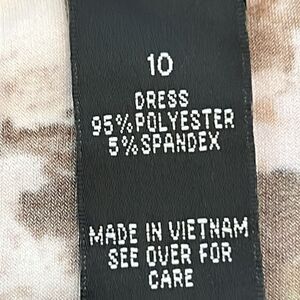 10
DRESS
95%POLYESTER
5%SPANDEX
MADE IN VIETNAM
SEE OVER FOR
CARE